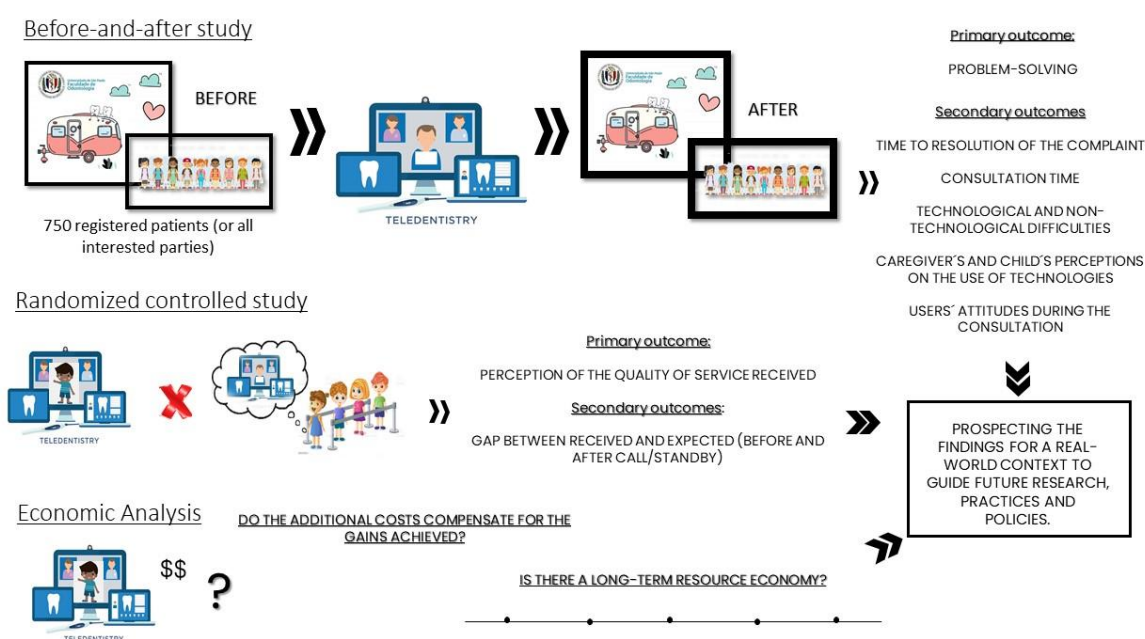 Before-and-after study
BEFORE
750 registered patients (or all
interested parties)
TELEDENTISTRY
AFTER
Primary outcome:
PROBLEM-SOLVING
Secondary outcomes
TIME TO RESOLUTION OF THE COMPLAINT
CONSULTATION TIME
TECHNOLOGICAL AND NON-
TECHNOLOGICAL DIFFICULTIES
CAREGIVER´S AND CHILD´S PERCEPTIONS
ON THE USE OF TECHNOLOGIES
USERS´ ATTITUDES DURING THE
CONSULTATION
Randomized controlled study
TELEDENTISTRY
Primary outcome:
PERCEPTION OF THE QUALITY OF SERVICE RECEIVED
Secondary outcomes:
GAP BETWEEN RECEIVED AND EXPECTED (BEFORE AND
AFTER CALL/STANDBY)
PROSPECTING THE
FINDINGS FOR A REAL-
WORLD CONTEXT TO
GUIDE FUTURE RESEARCH,
PRACTICES AND
POLICIES.
Economic Analysis
TELEDENTISTRY
$$
?
DO THE ADDITIONAL COSTS COMPENSATE FOR THE
GAINS ACHIEVED?
IS THERE A LONG-TERM RESOURCE ECONOMY?